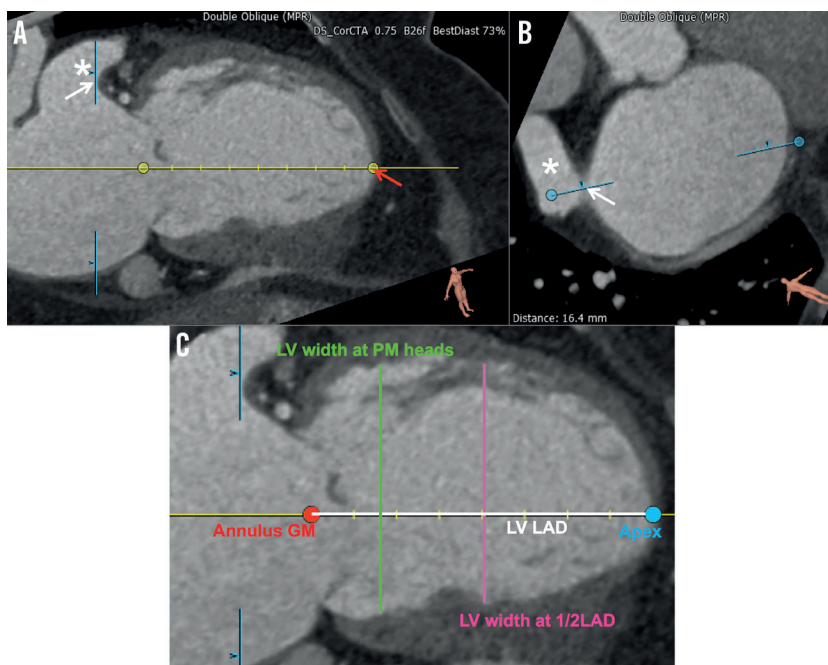 A
Double Oblique (MPR)
DS_CorCTA 0.75 B26f BestDiast 73%
*
B
Double Oblique (MPR)
*
Distance: 16.4 mm
C
LV width at PM heads
LV LAD
Annulus GM
Apex
LV width at 1/2LAD